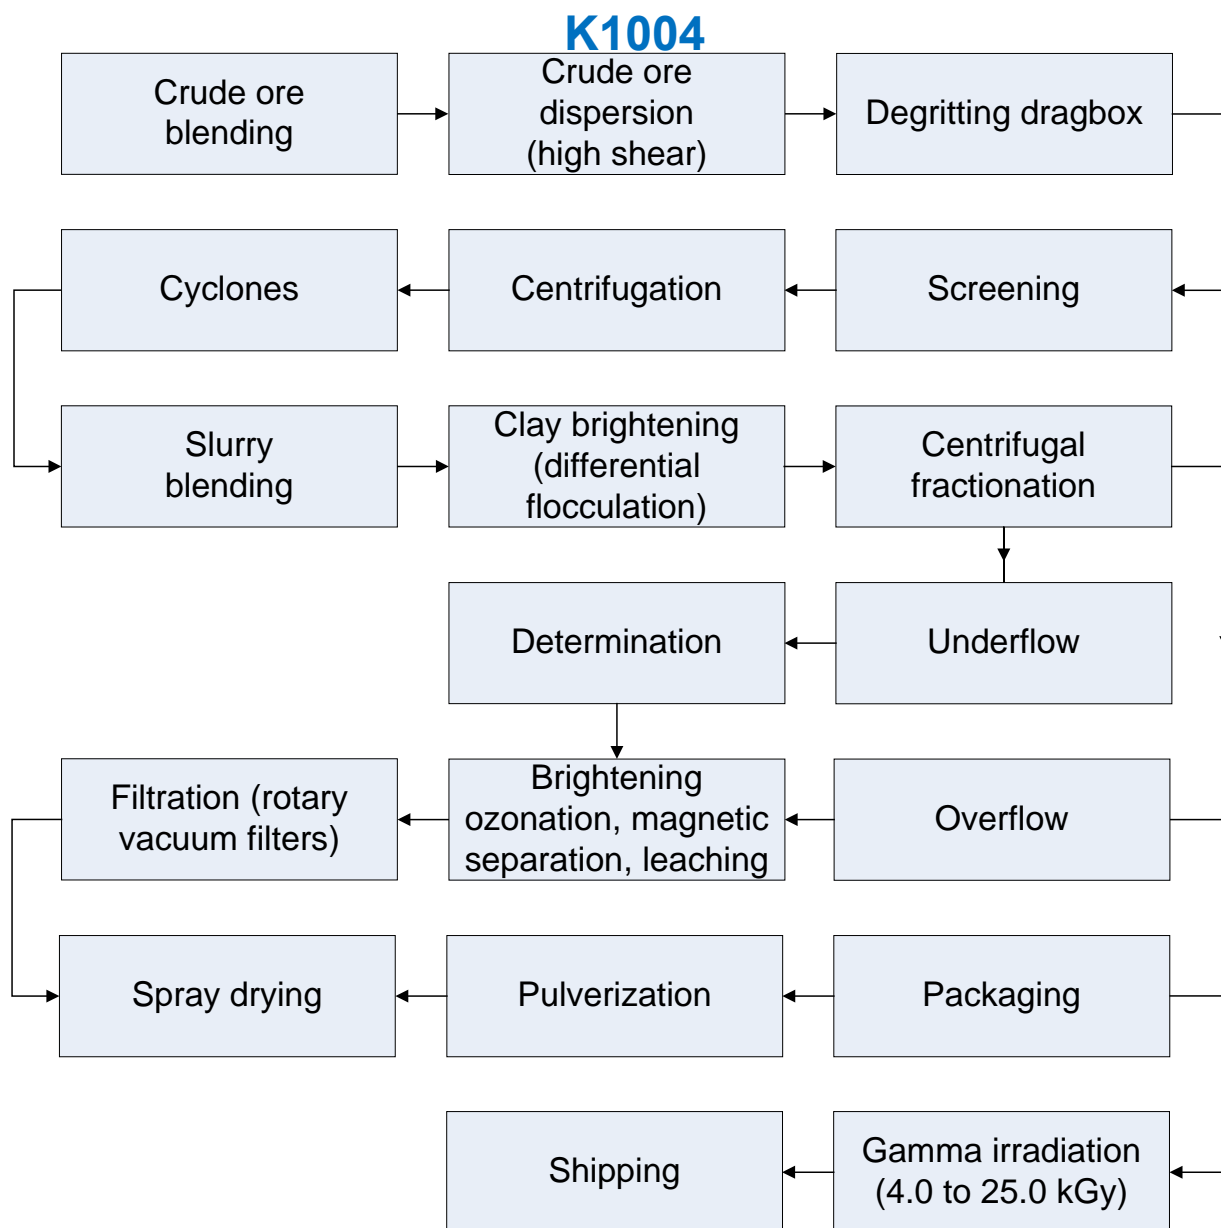 K1004
Crude ore
blending
Crude ore
dispersion
(high shear)
Degritting dragbox
Cyclones
Centrifugation
Screening
Slurry
blending
Clay brightening
(differential
flocculation)
Centrifugal
fractionation
Determination
Underflow
Filtration (rotary
vacuum filters)
Brightening
ozonation, magnetic
separation, leaching
Overflow
Spray drying
Pulverization
Packaging
Shipping
Gamma irradiation
(4.0 to 25.0 kGy)